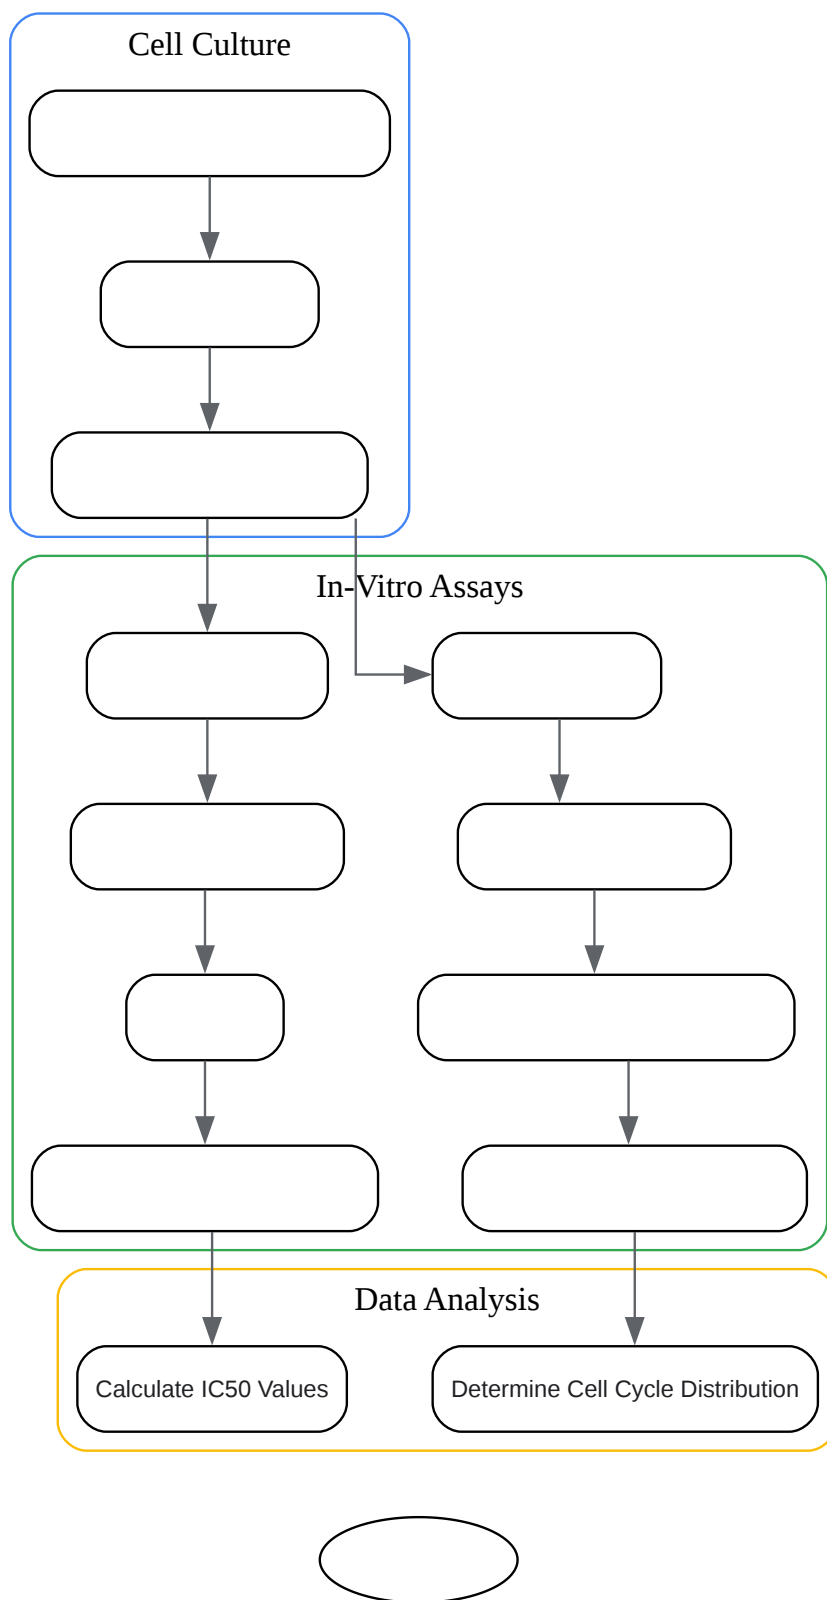 Cell Culture
In-Vitro Assays
Data Analysis
Calculate IC50 Values
Determine Cell Cycle Distribution